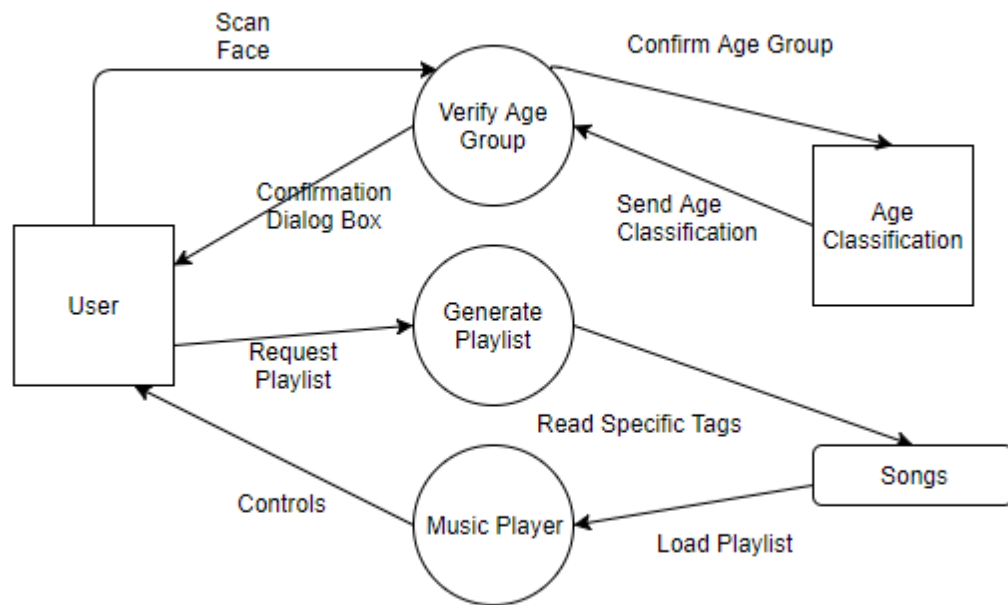 Scan
Face
Confirm Age Group
Verify Age
Group
Confirmation
Dialog Box
Send Age
Classification
Age
Classification
User
Generate
Playlist
Request
Playlist
Read Specific Tags
Songs
Controls
Music Player
Load Playlist